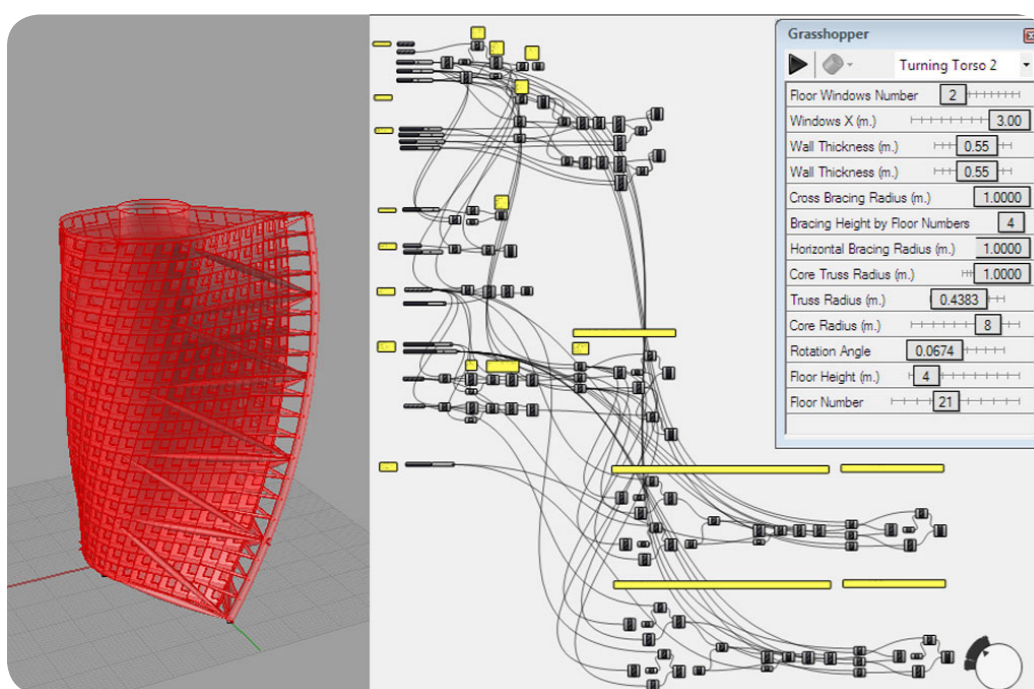 Grasshopper
Turning Torso 2
Floor Windows Number 2
Windows X (m.) 3.00
Wall Thickness (m.) 0.55
Wall Thickness (m.) 0.55
Cross Bracing Radius (m.) 1.0000
Bracing Height by Floor Numbers 4
Horizontal Bracing Radius (m.) 1.0000
Core Truss Radius (m.) 1.0000
Truss Radius (m.) 0.4383
Core Radius (m.) 8
Rotation Angle 0.0674
Floor Height (m.) 4
Floor Number 21